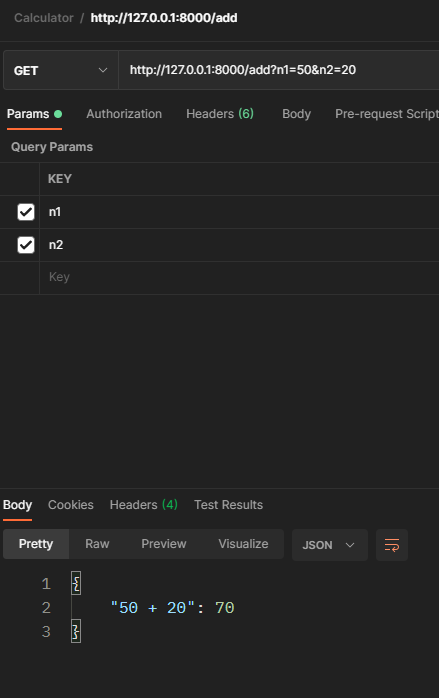 Calculator / http://127.0.0.1:8000/add
GET http://127.0.0.1:8000/add?n1=50&n2=20
Params Authorization Headers (6) Body Pre-request Script
Query Params
KEY
n1
n2
Key
Body Cookies Headers (4) Test Results
Pretty Raw Preview Visualize JSON
1 {
2 "50 + 20": 70
3 }